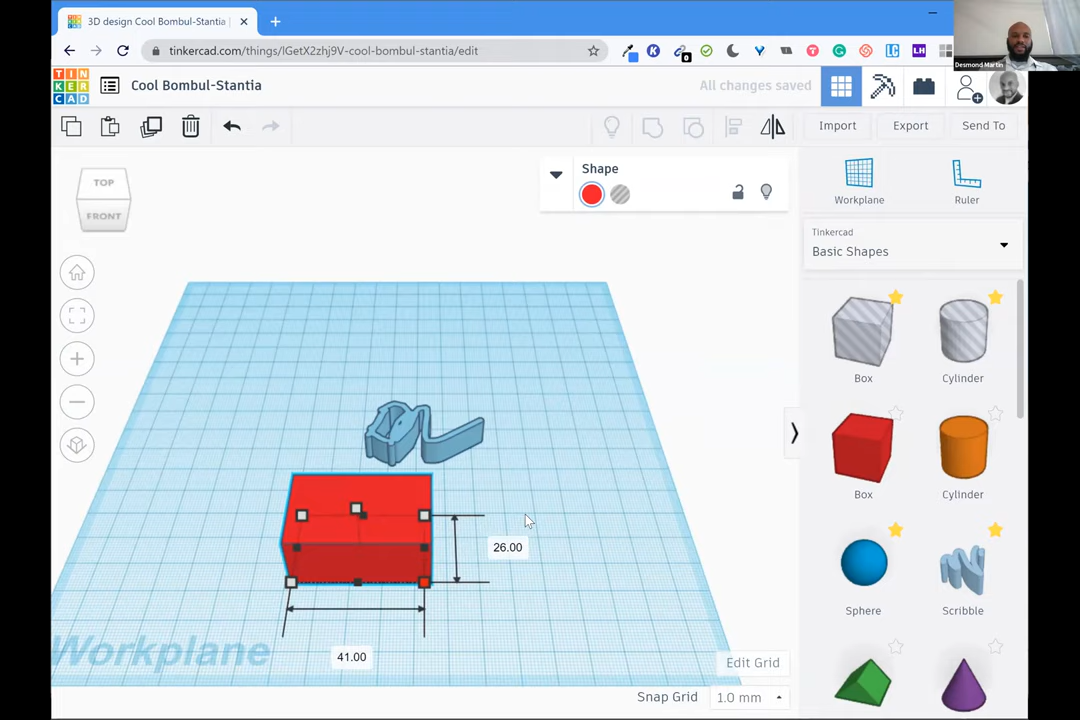 3D design Cool Bombul-Stantia |
tinkercad.com/things/lGetX2zhj9V-cool-bombul-stantia/edit
Desmond Martin
TIN
KER
CAD
Cool Bombul-Stantia
All changes saved
Import
Export
Send To
TOP
FRONT
Shape
Workplane
Ruler
Tinkercad
Basic Shapes
Box
Cylinder
Box
Cylinder
Sphere
Scribble
26.00
41.00
Workplane
Edit Grid
Snap Grid
1.0 mm